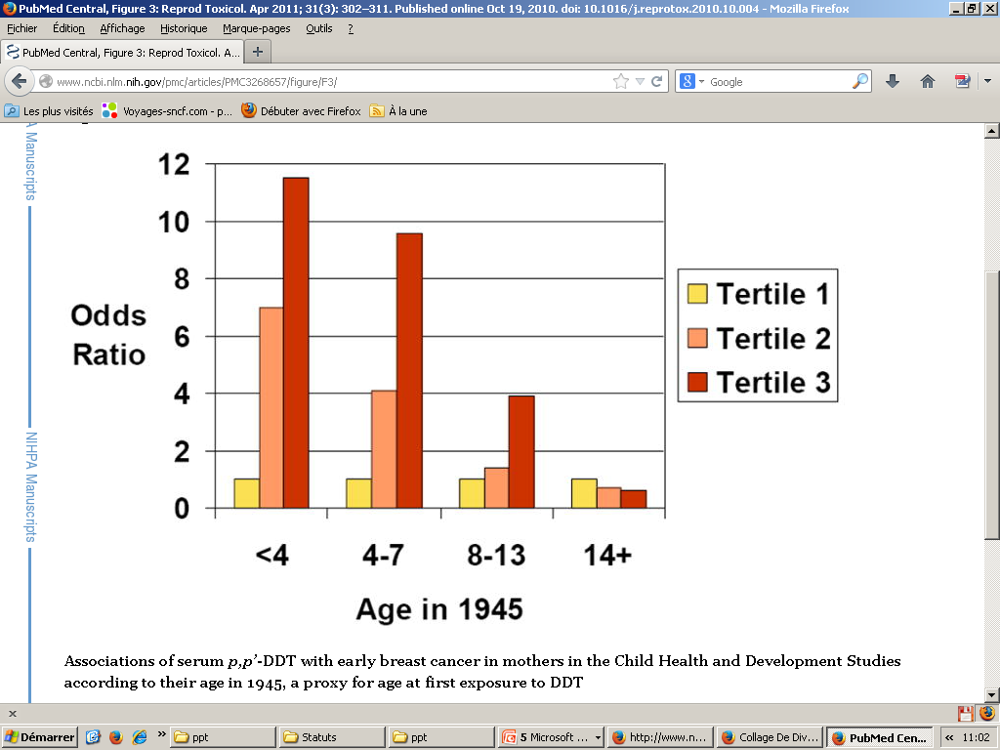 PubMed Central, Figure 3: Reprod Toxicol. Apr 2011; 31(3): 302–311. Published online Oct 19, 2010. doi: 10.1016/j.reprotox.2010.10.004 - Mozilla Firefox
Fichier Édition Affichage Historique Marque-pages Outils ?
PubMed Central, Figure 3: Reprod Toxicol. A... +
www.ncbi.nlm.nih.gov/pmc/articles/PMC3268657/figure/F3/ Google
Les plus visités Voyages-sncf.com - p... Débuter avec Firefox À la une
A Manuscripts
NIHPA Manuscripts
12
10
8
6
4
2
0
Odds
Ratio
Tertile 1
Tertile 2
Tertile 3
<4 4-7 8-13 14+
Age in 1945
Associations of serum p,p’-DDT with early breast cancer in mothers in the Child Health and Development Studies
according to their age in 1945, a proxy for age at first exposure to DDT
×
Démarrer » ppt Statuts ppt 5 Microsoft ... http://www.n... Collage De Div... PubMed Cen... « 11:02